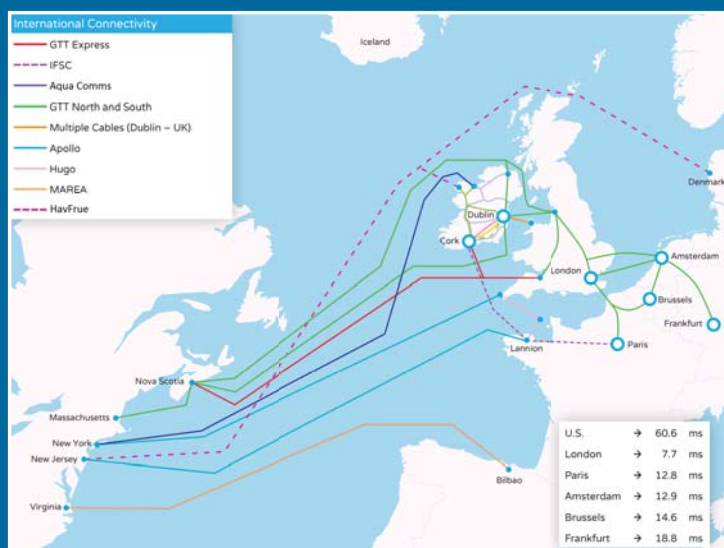 International Connectivity
GTT Express
IFSC
Aqua Comms
GTT North and South
Multiple Cables (Dublin – UK)
Apollo
Hugo
MAREA
HavFrue
Iceland
Denmark
Dublin
Cork
Amsterdam
London
Brussels
Frankfurt
Paris
Lannion
Nova Scotia
Massachusetts
New York
New Jersey
Virginia
Bilbao
U.S. → 60.6 ms
London → 7.7 ms
Paris → 12.8 ms
Amsterdam → 12.9 ms
Brussels → 14.6 ms
Frankfurt → 18.8 ms